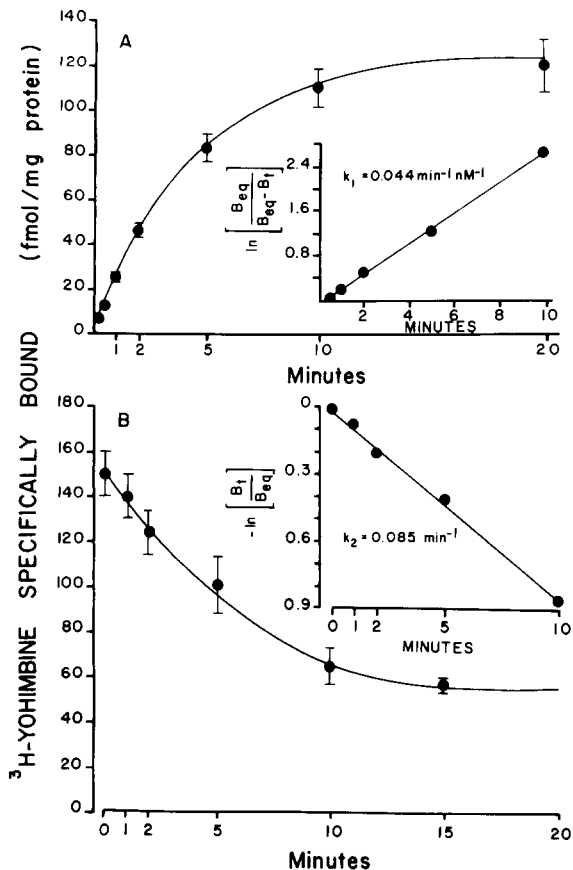 ³H-YOHIMBINE SPECIFICALLY BOUND (fmol/mg protein)
A
140
120
100
80
60
40
20
0
1 2 5 10 20
Minutes
ln [Beq / Beq - Bt]
2.4
1.6
0.8
k₁ = 0.044 min⁻¹ nM⁻¹
2 4 6 8 10
MINUTES
B
180
160
140
120
100
80
60
40
20
0
0 1 2 5 10 15 20
Minutes
- ln [Bt / Beq]
0
0.3
0.6
0.9
k₂ = 0.085 min⁻¹
0 1 2 5 10
MINUTES